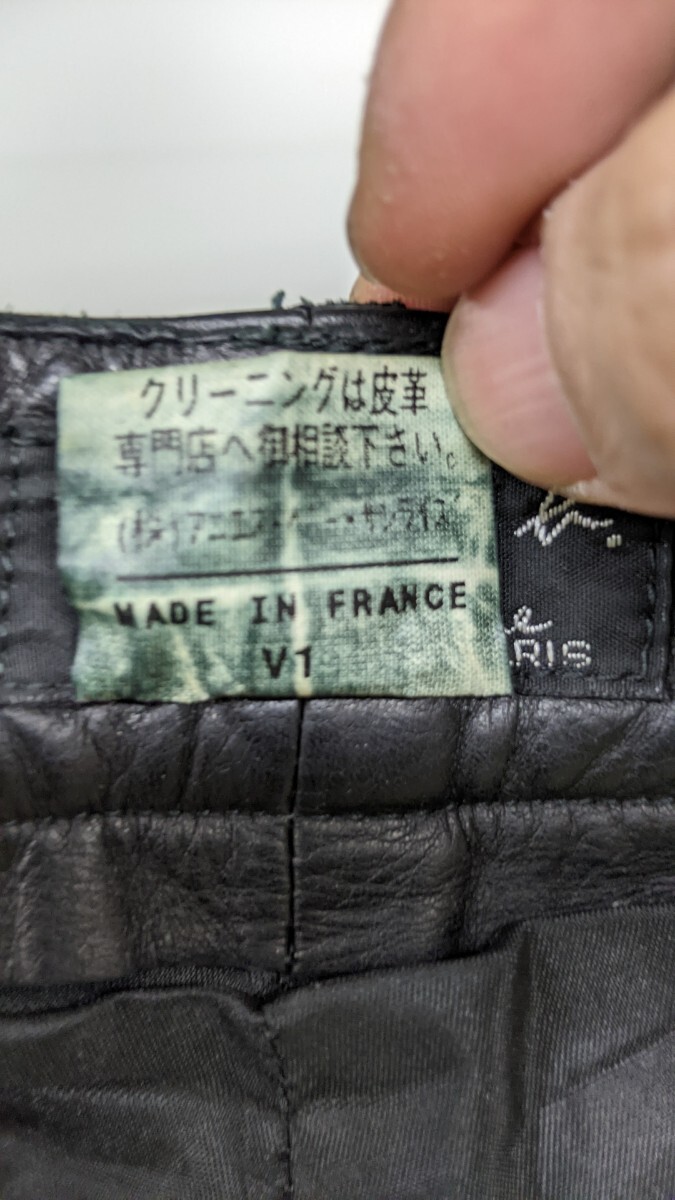 クリーニングは皮革
専門店へ御相談下さい。
(株)アニエスベー・サンライズ
MADE IN FRANCE
V1